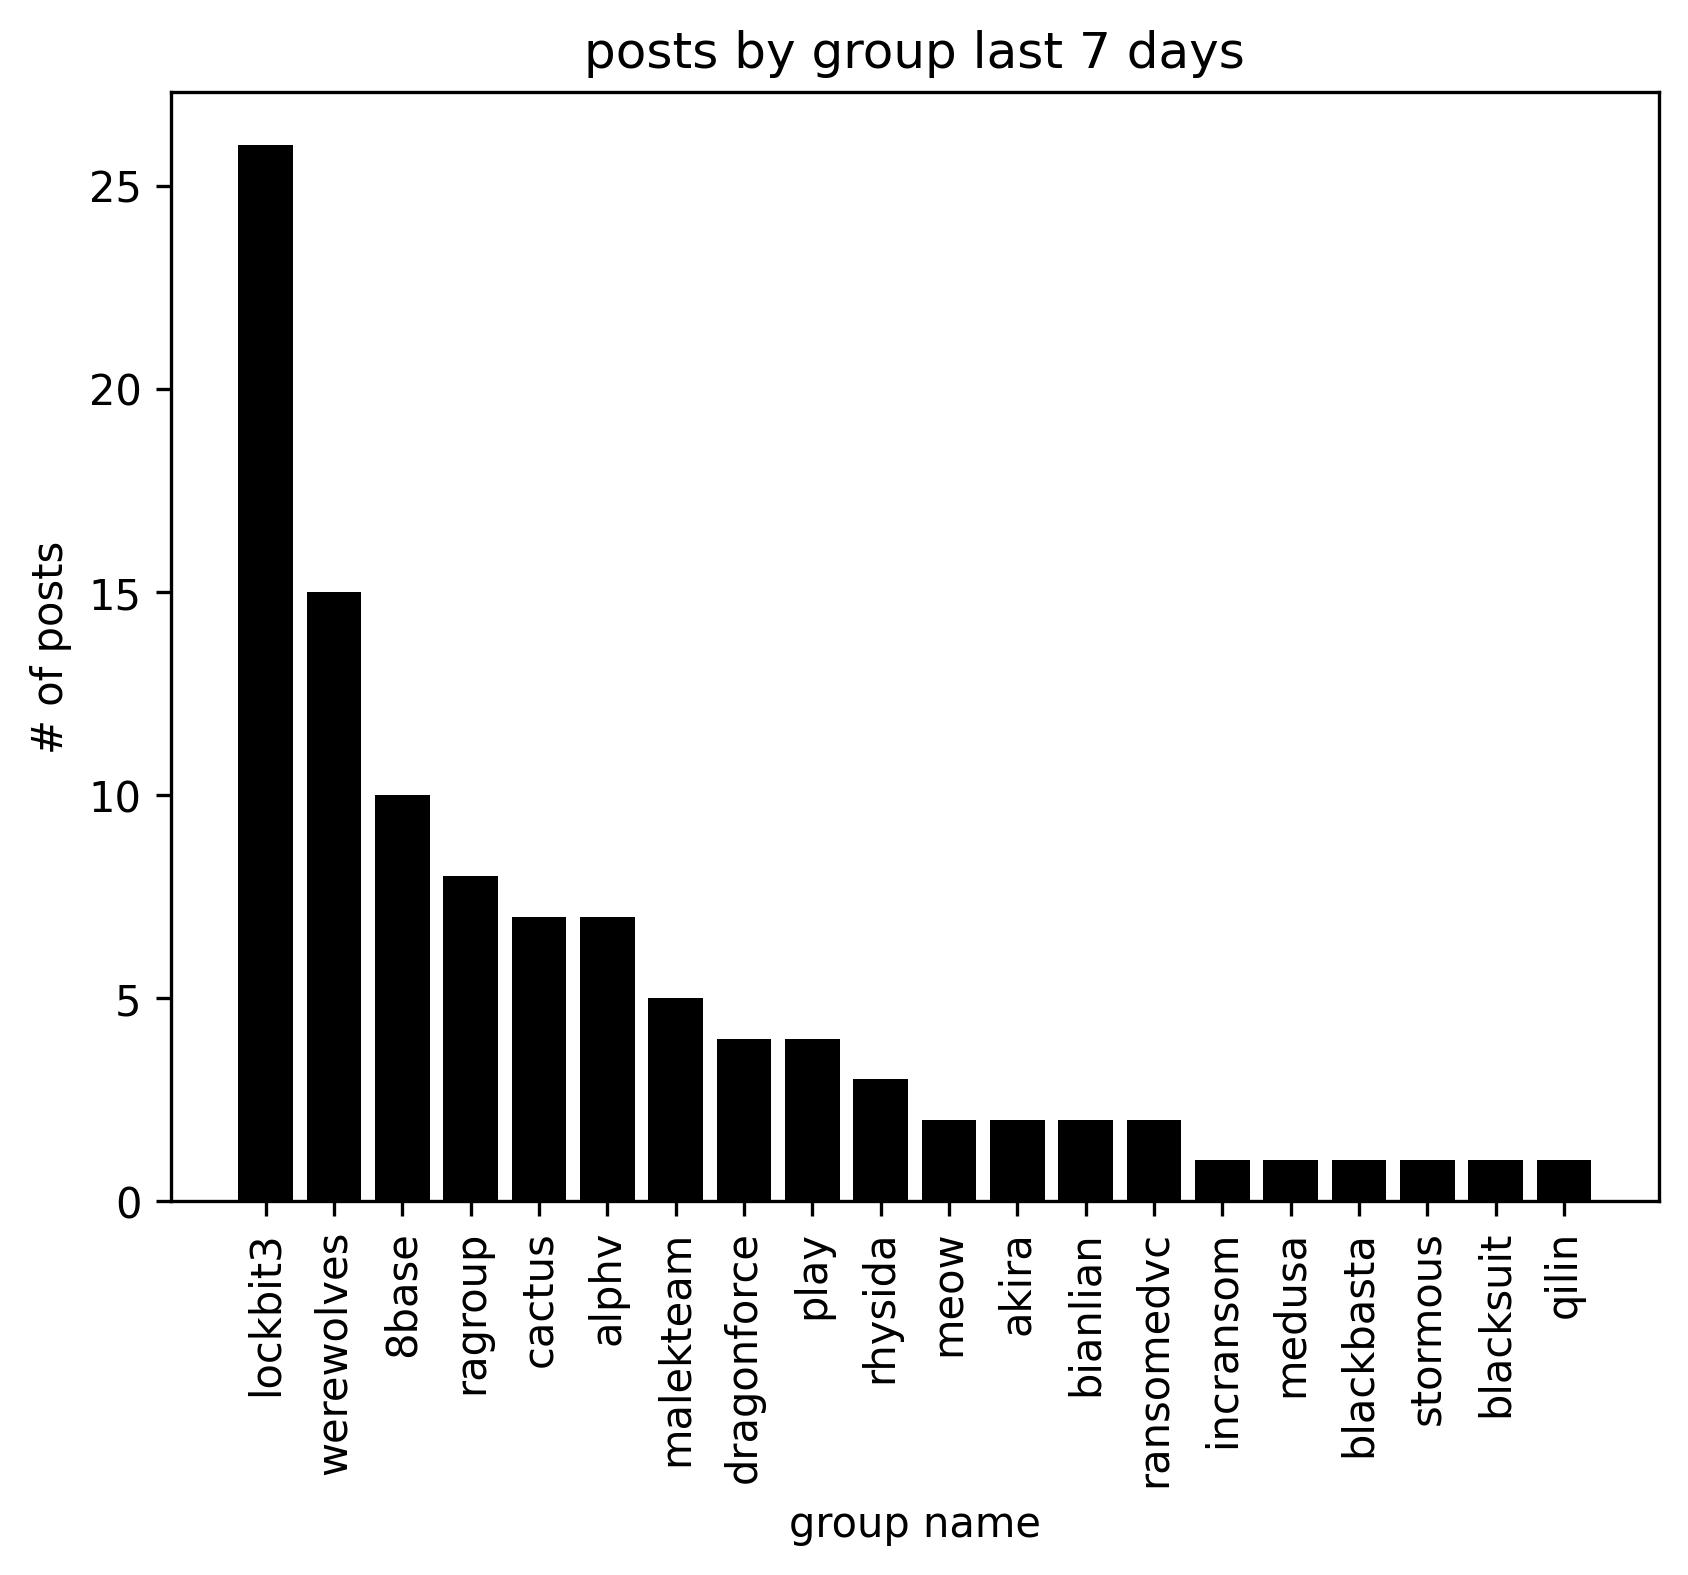 posts by group last 7 days
# of posts
25
20
15
10
5
0
lockbit3
werewolves
8base
ragroup
cactus
alphv
malekteam
dragonforce
play
rhysida
meow
akira
bianlian
ransomedvc
incransom
medusa
blackbasta
stormous
blacksuit
qilin
group name